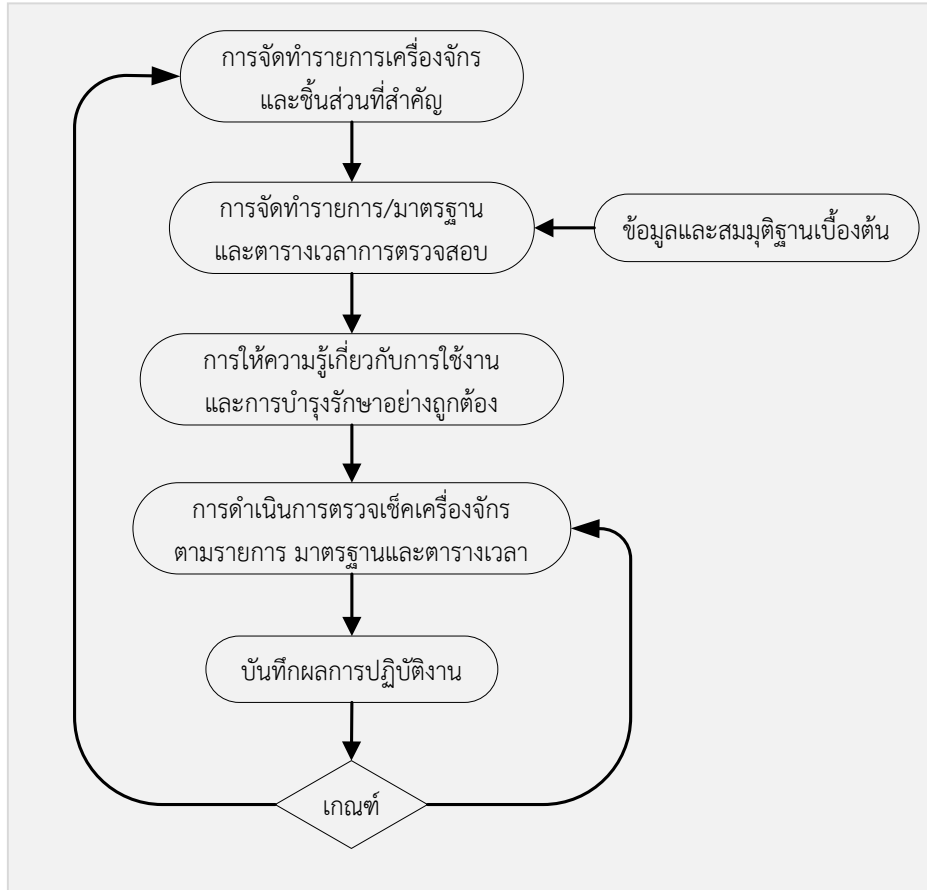 การจัดทำรายการเครื่องจักร
และชิ้นส่วนที่สำคัญ
การจัดทำรายการ/มาตรฐาน
และตารางเวลาการตรวจสอบ
ข้อมูลและสมมุติฐานเบื้องต้น
การให้ความรู้เกี่ยวกับการใช้งาน
และการบำรุงรักษาอย่างถูกต้อง
การดำเนินการตรวจเช็คเครื่องจักร
ตามรายการ มาตรฐานและตารางเวลา
บันทึกผลการปฏิบัติงาน
เกณฑ์